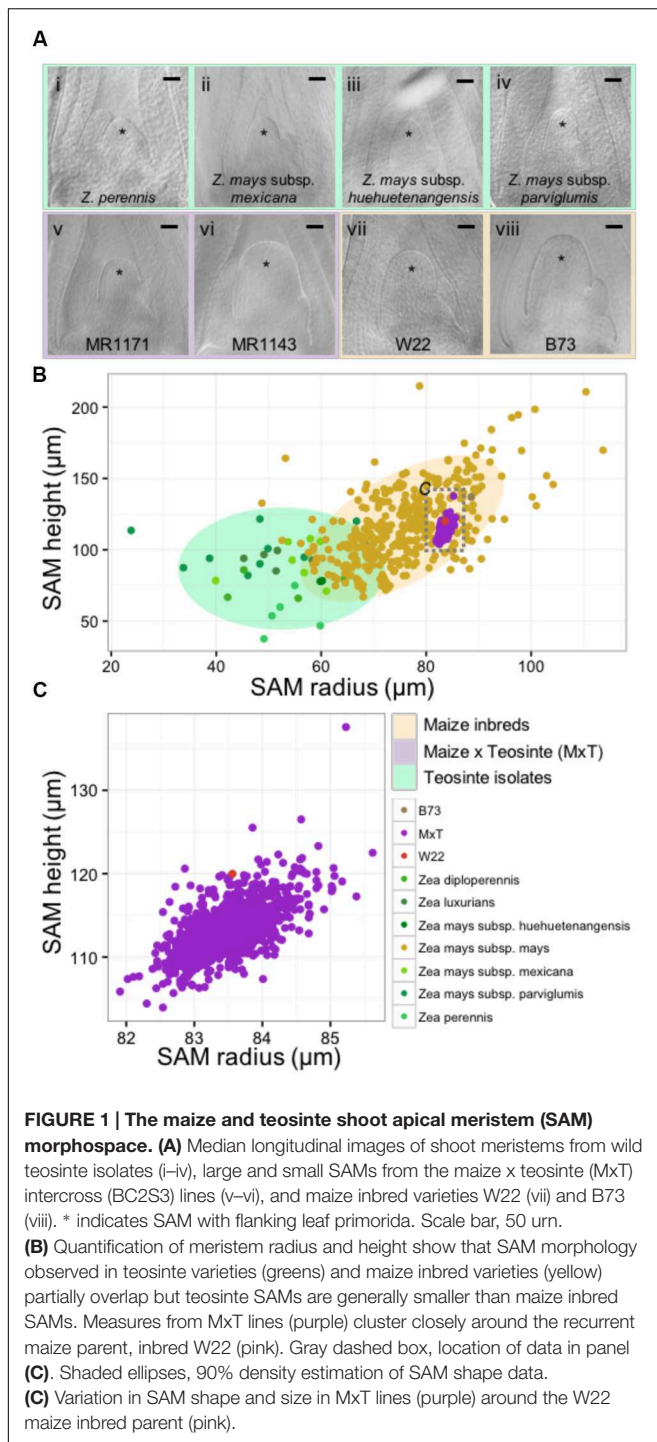 A
i
ii
iii
iv
*
*
*
*
Z. perennis
Z. mays subsp.
mexicana
Z. mays subsp.
huehuetenangensis
Z. mays subsp.
parviglumis
v
vi
vii
viii
*
*
*
*
MR1171
MR1143
W22
B73
B
SAM height (µm)
200
150
100
50
C
20
40
60
80
100
SAM radius (µm)
C
SAM height (µm)
130
120
110
82
83
84
85
SAM radius (µm)
Maize inbreds
Maize x Teosinte (MxT)
Teosinte isolates
B73
MxT
W22
Zea diploperennis
Zea luxurians
Zea mays subsp. huehuetenangensis
Zea mays subsp. mays
Zea mays subsp. mexicana
Zea mays subsp. parviglumis
Zea perennis
FIGURE 1 | The maize and teosinte shoot apical meristem (SAM)
morphospace. (A) Median longitudinal images of shoot meristems from wild
teosinte isolates (i–iv), large and small SAMs from the maize x teosinte (MxT)
intercross (BC2S3) lines (v–vi), and maize inbred varieties W22 (vii) and B73
(viii). * indicates SAM with flanking leaf primorida. Scale bar, 50 urn.
(B) Quantification of meristem radius and height show that SAM morphology
observed in teosinte varieties (greens) and maize inbred varieties (yellow)
partially overlap but teosinte SAMs are generally smaller than maize inbred
SAMs. Measures from MxT lines (purple) cluster closely around the recurrent
maize parent, inbred W22 (pink). Gray dashed box, location of data in panel
(C). Shaded ellipses, 90% density estimation of SAM shape data.
(C) Variation in SAM shape and size in MxT lines (purple) around the W22
maize inbred parent (pink).